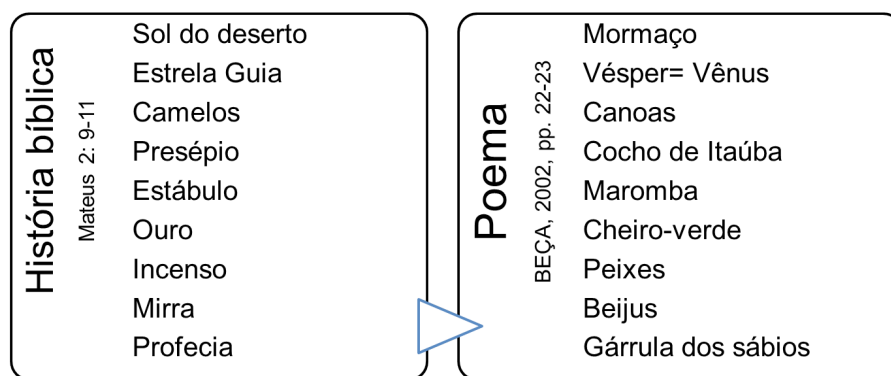 História bíblica
Mateus 2: 9-11
Sol do deserto
Estrela Guia
Camelos
Presépio
Estábulo
Ouro
Incenso
Mirra
Profecia
Poema
BEÇA, 2002, pp. 22-23
Mormaço
Vésper= Vênus
Canoas
Cocho de Itaúba
Maromba
Cheiro-verde
Peixes
Beijus
Gárrula dos sábios